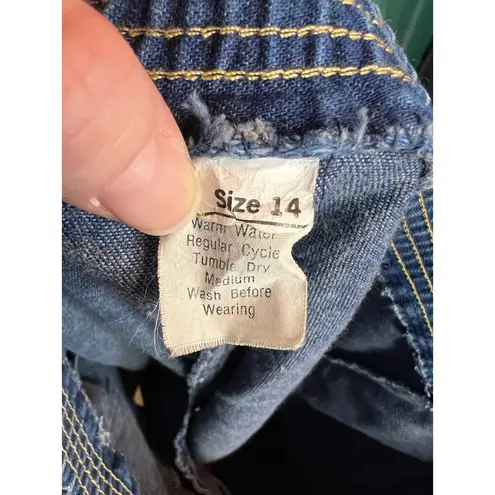 Size 14
Warm Water
Regular Cycle
Tumble Dry
Medium
Wash Before
Wearing